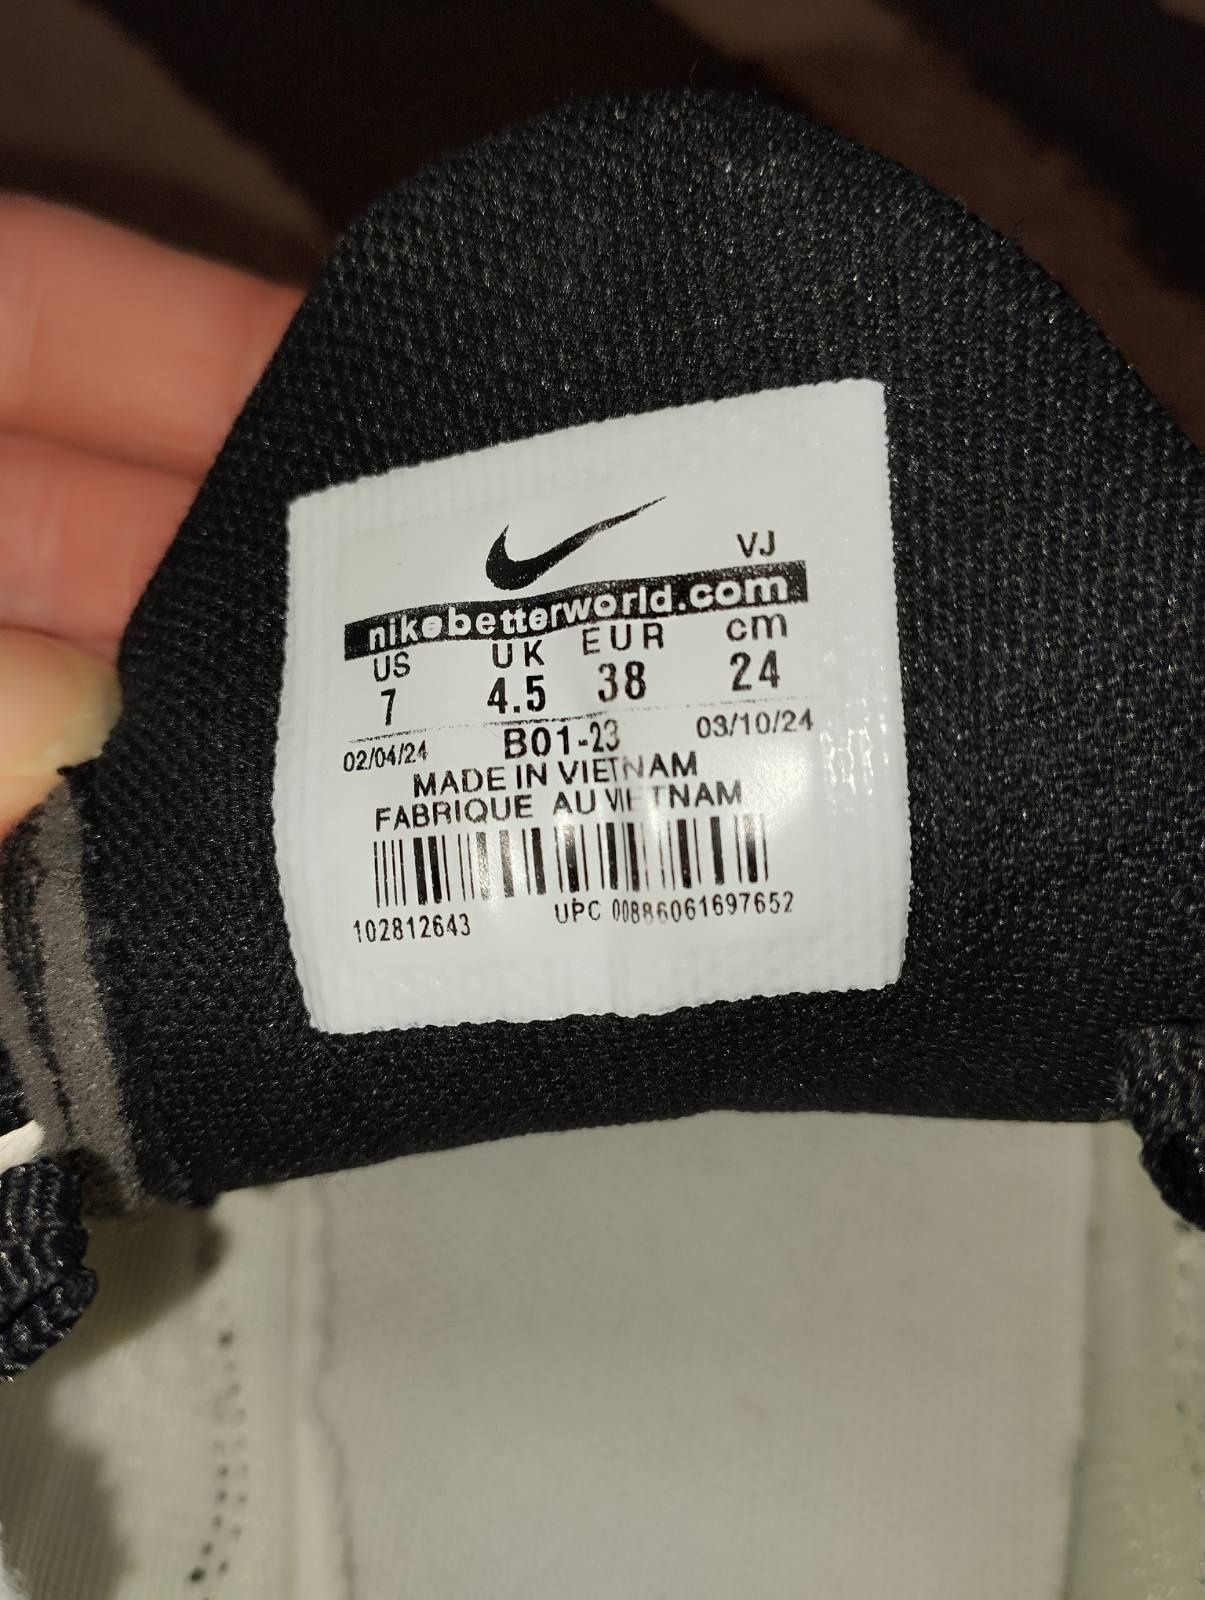 VJ
nikebetterworld.com
US UK EUR cm
7 4.5 38 24
02/04/24 B01-23 03/10/24
MADE IN VIETNAM
FABRIQUE AU VIETNAM
102812643 UPC 00886061697652